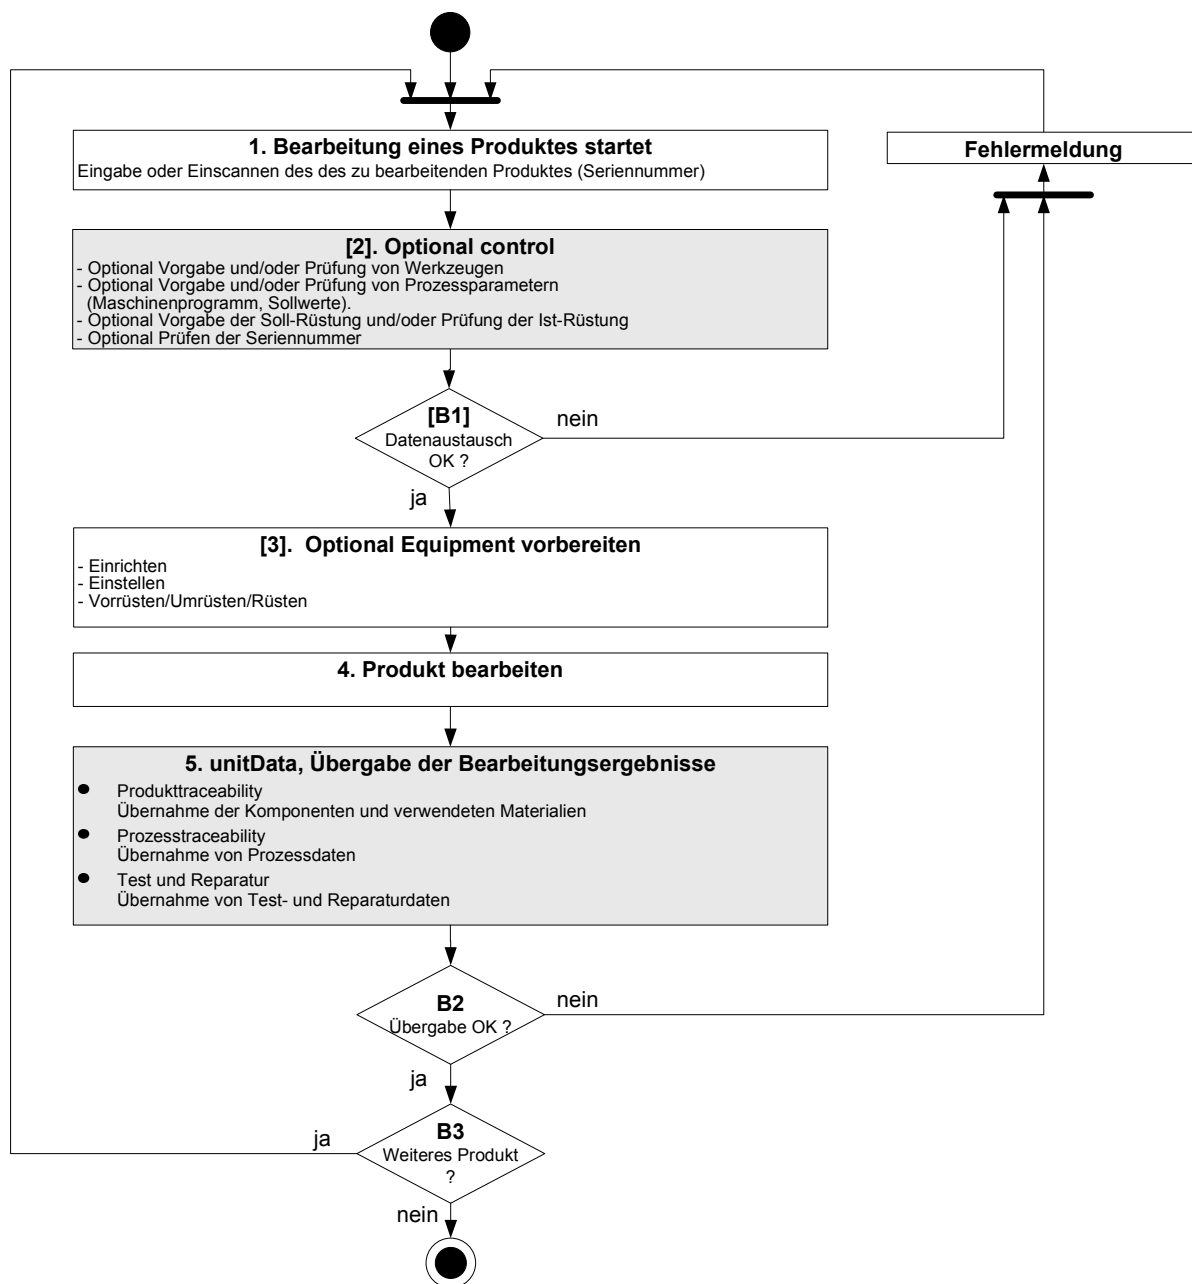 1. Bearbeitung eines Produktes startet
Eingabe oder Einscannen des des zu bearbeitenden Produktes (Seriennummer)
Fehlermeldung
[2]. Optional control
- Optional Vorgabe und/oder Prüfung von Werkzeugen
- Optional Vorgabe und/oder Prüfung von Prozessparametern
(Maschinenprogramm, Sollwerte).
- Optional Vorgabe der Soll-Rüstung und/oder Prüfung der Ist-Rüstung
- Optional Prüfen der Seriennummer
[B1]
Datenaustausch
OK ?
nein
ja
[3]. Optional Equipment vorbereiten
- Einrichten
- Einstellen
- Vorrüsten/Umrüsten/Rüsten
4. Produkt bearbeiten
5. unitData, Übergabe der Bearbeitungsergebnisse
● Produkttraceability
Übernahme der Komponenten und verwendeten Materialien
● Prozesstraceability
Übernahme von Prozessdaten
● Test und Reparatur
Übernahme von Test- und Reparaturdaten
B2
Übergabe OK ?
nein
ja
B3
Weiteres Produkt
?
ja
nein